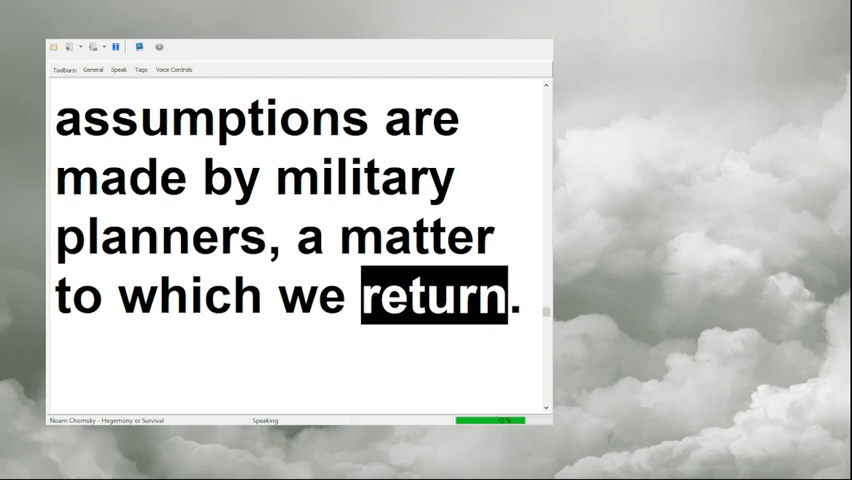 Toolbars: General Speak Tags Voice Controls
assumptions are
made by military
planners, a matter
to which we return.
Noam Chomsky - Hegemony or Survival Speaking